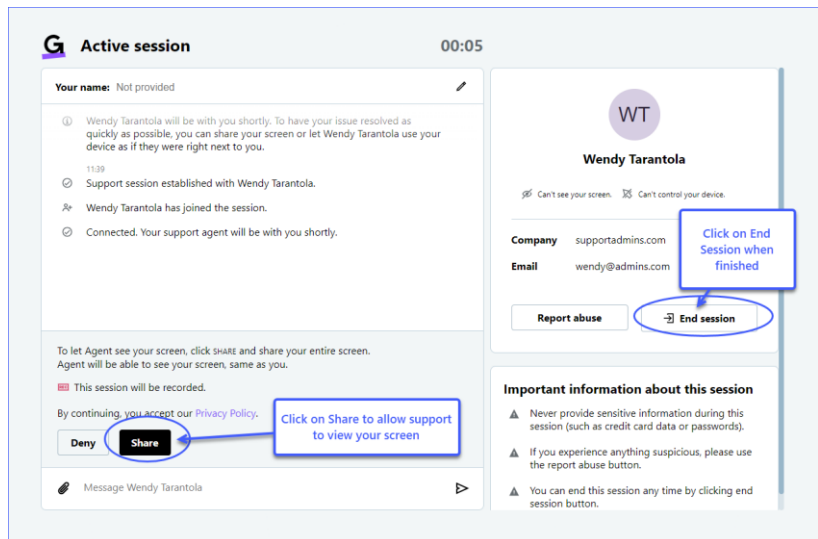 G Active session 00:05
Your name: Not provided
Wendy Tarantola will be with you shortly. To have your issue resolved as
quickly as possible, you can share your screen or let Wendy Tarantola use your
device as if they were right next to you.
11:39
Support session established with Wendy Tarantola.
Wendy Tarantola has joined the session.
Connected. Your support agent will be with you shortly.
To let Agent see your screen, click SHARE and share your entire screen.
Agent will be able to see your screen, same as you.
This session will be recorded.
By continuing, you accept our Privacy Policy.
Deny Share
Click on Share to allow support
to view your screen
Message Wendy Tarantola
WT
Wendy Tarantola
Can't see your screen. Can't control your device.
Company supportadmins.com
Email wendy@admins.com
Click on End
Session when
finished
Report abuse End session
Important information about this session
Never provide sensitive information during this
session (such as credit card data or passwords).
If you experience anything suspicious, please use
the report abuse button.
You can end this session any time by clicking end
session button.